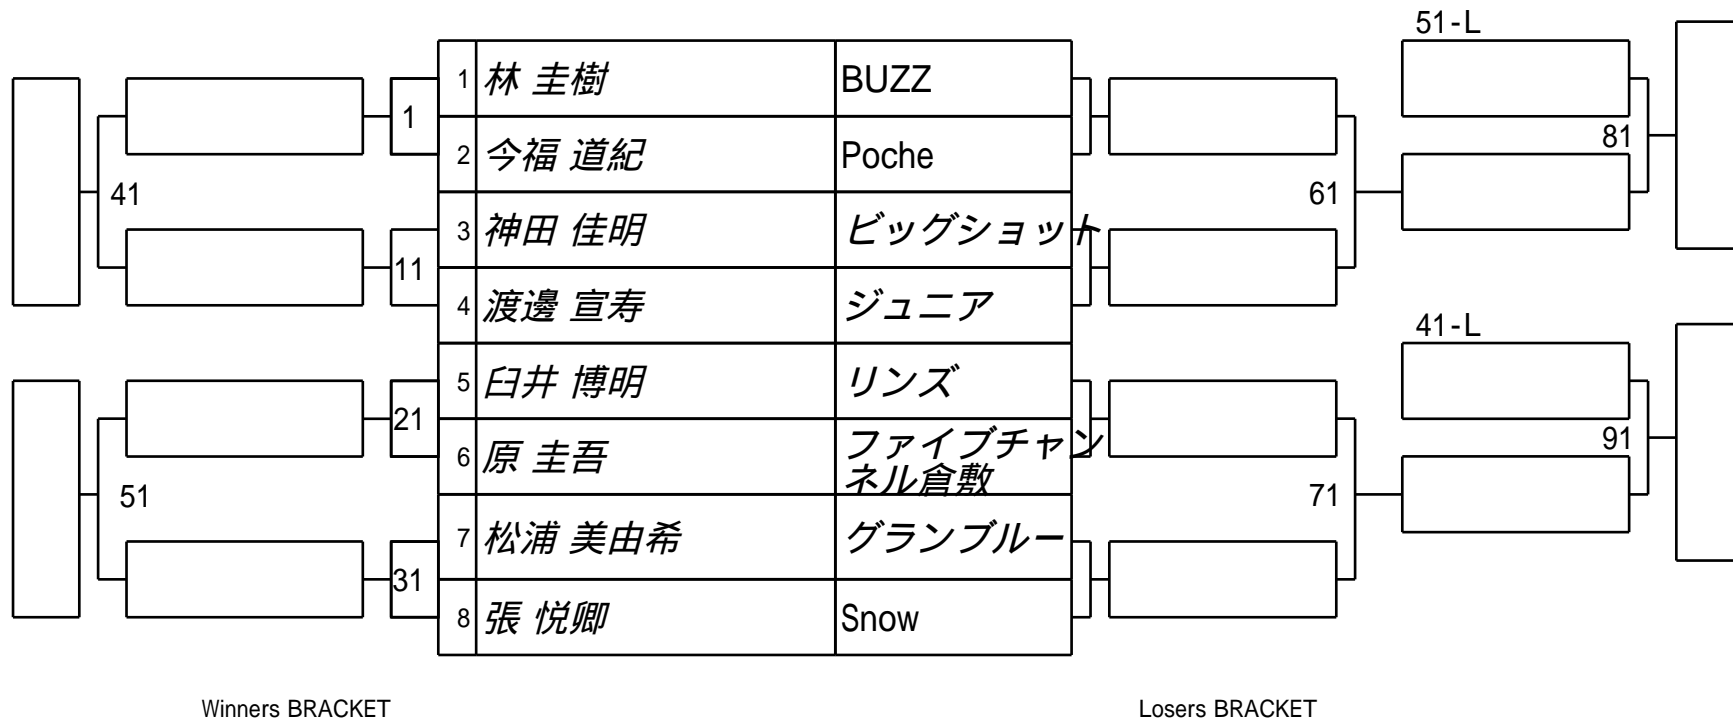 51-L
1 林 圭樹 BUZZ
1
81
2 今福 道紀 Poche
41
61
3 神田 佳明 ビッグショット
11
4 渡邊 宣寿 ジュニア
41-L
5 臼井 博明 リンズ
21
91
6 原 圭吾 ファイブチャン
ネル倉敷
51
71
7 松浦 美由希 グランブルー
31
8 張 悦卿 Snow
Winners BRACKET
Losers BRACKET